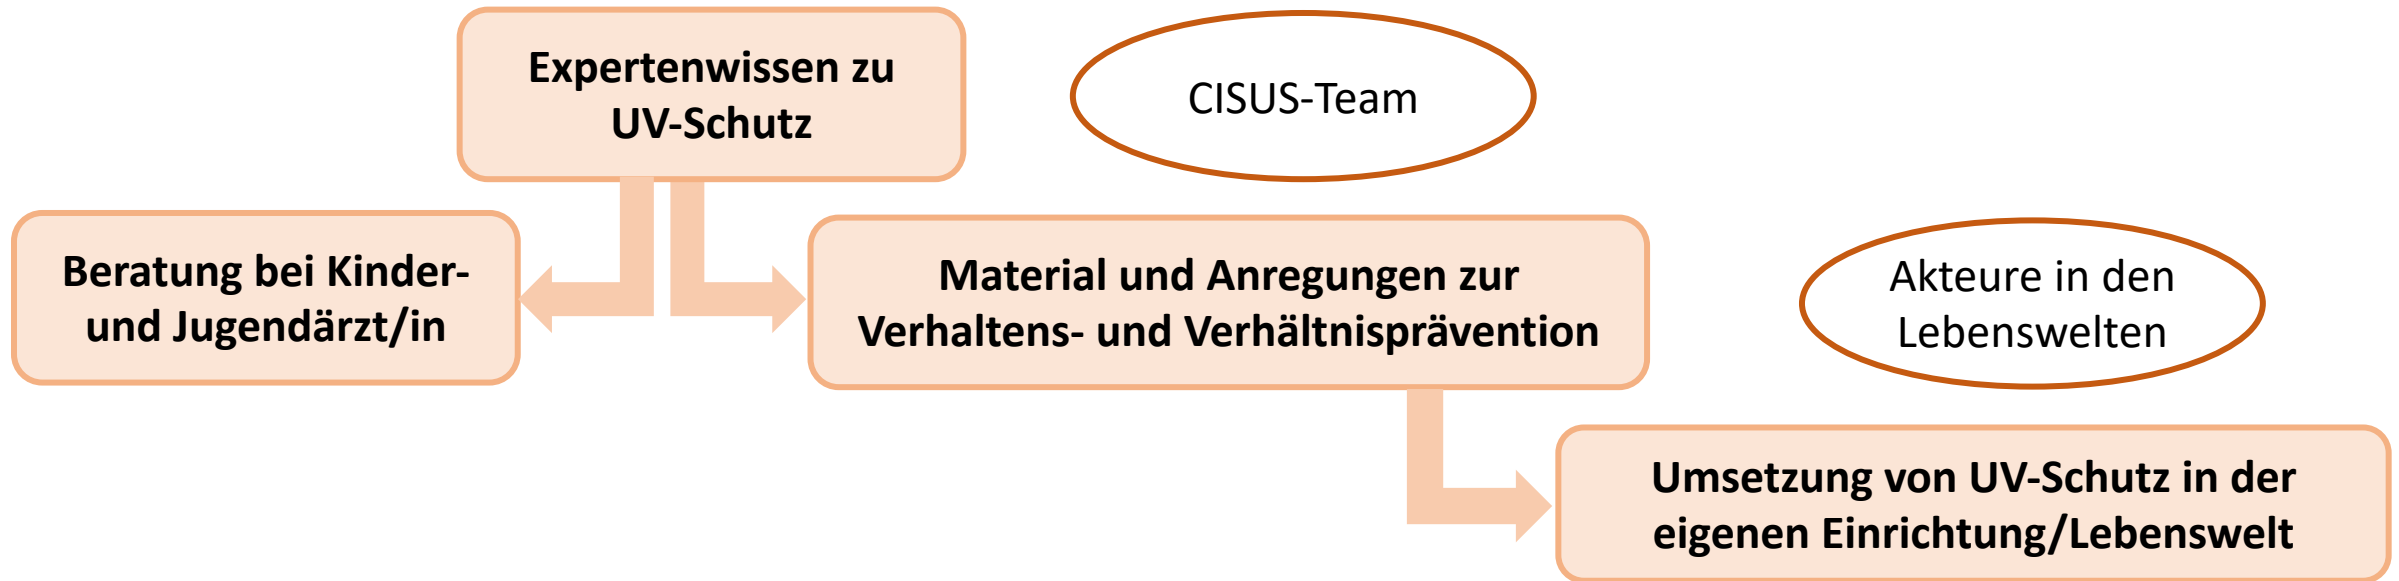 Expertenwissen zu
UV-Schutz
CISUS-Team
Beratung bei Kinder-
und Jugendärzt/in
Material und Anregungen zur
Verhaltens- und Verhältnisprävention
Akteure in den
Lebenswelten
Umsetzung von UV-Schutz in der
eigenen Einrichtung/Lebenswelt